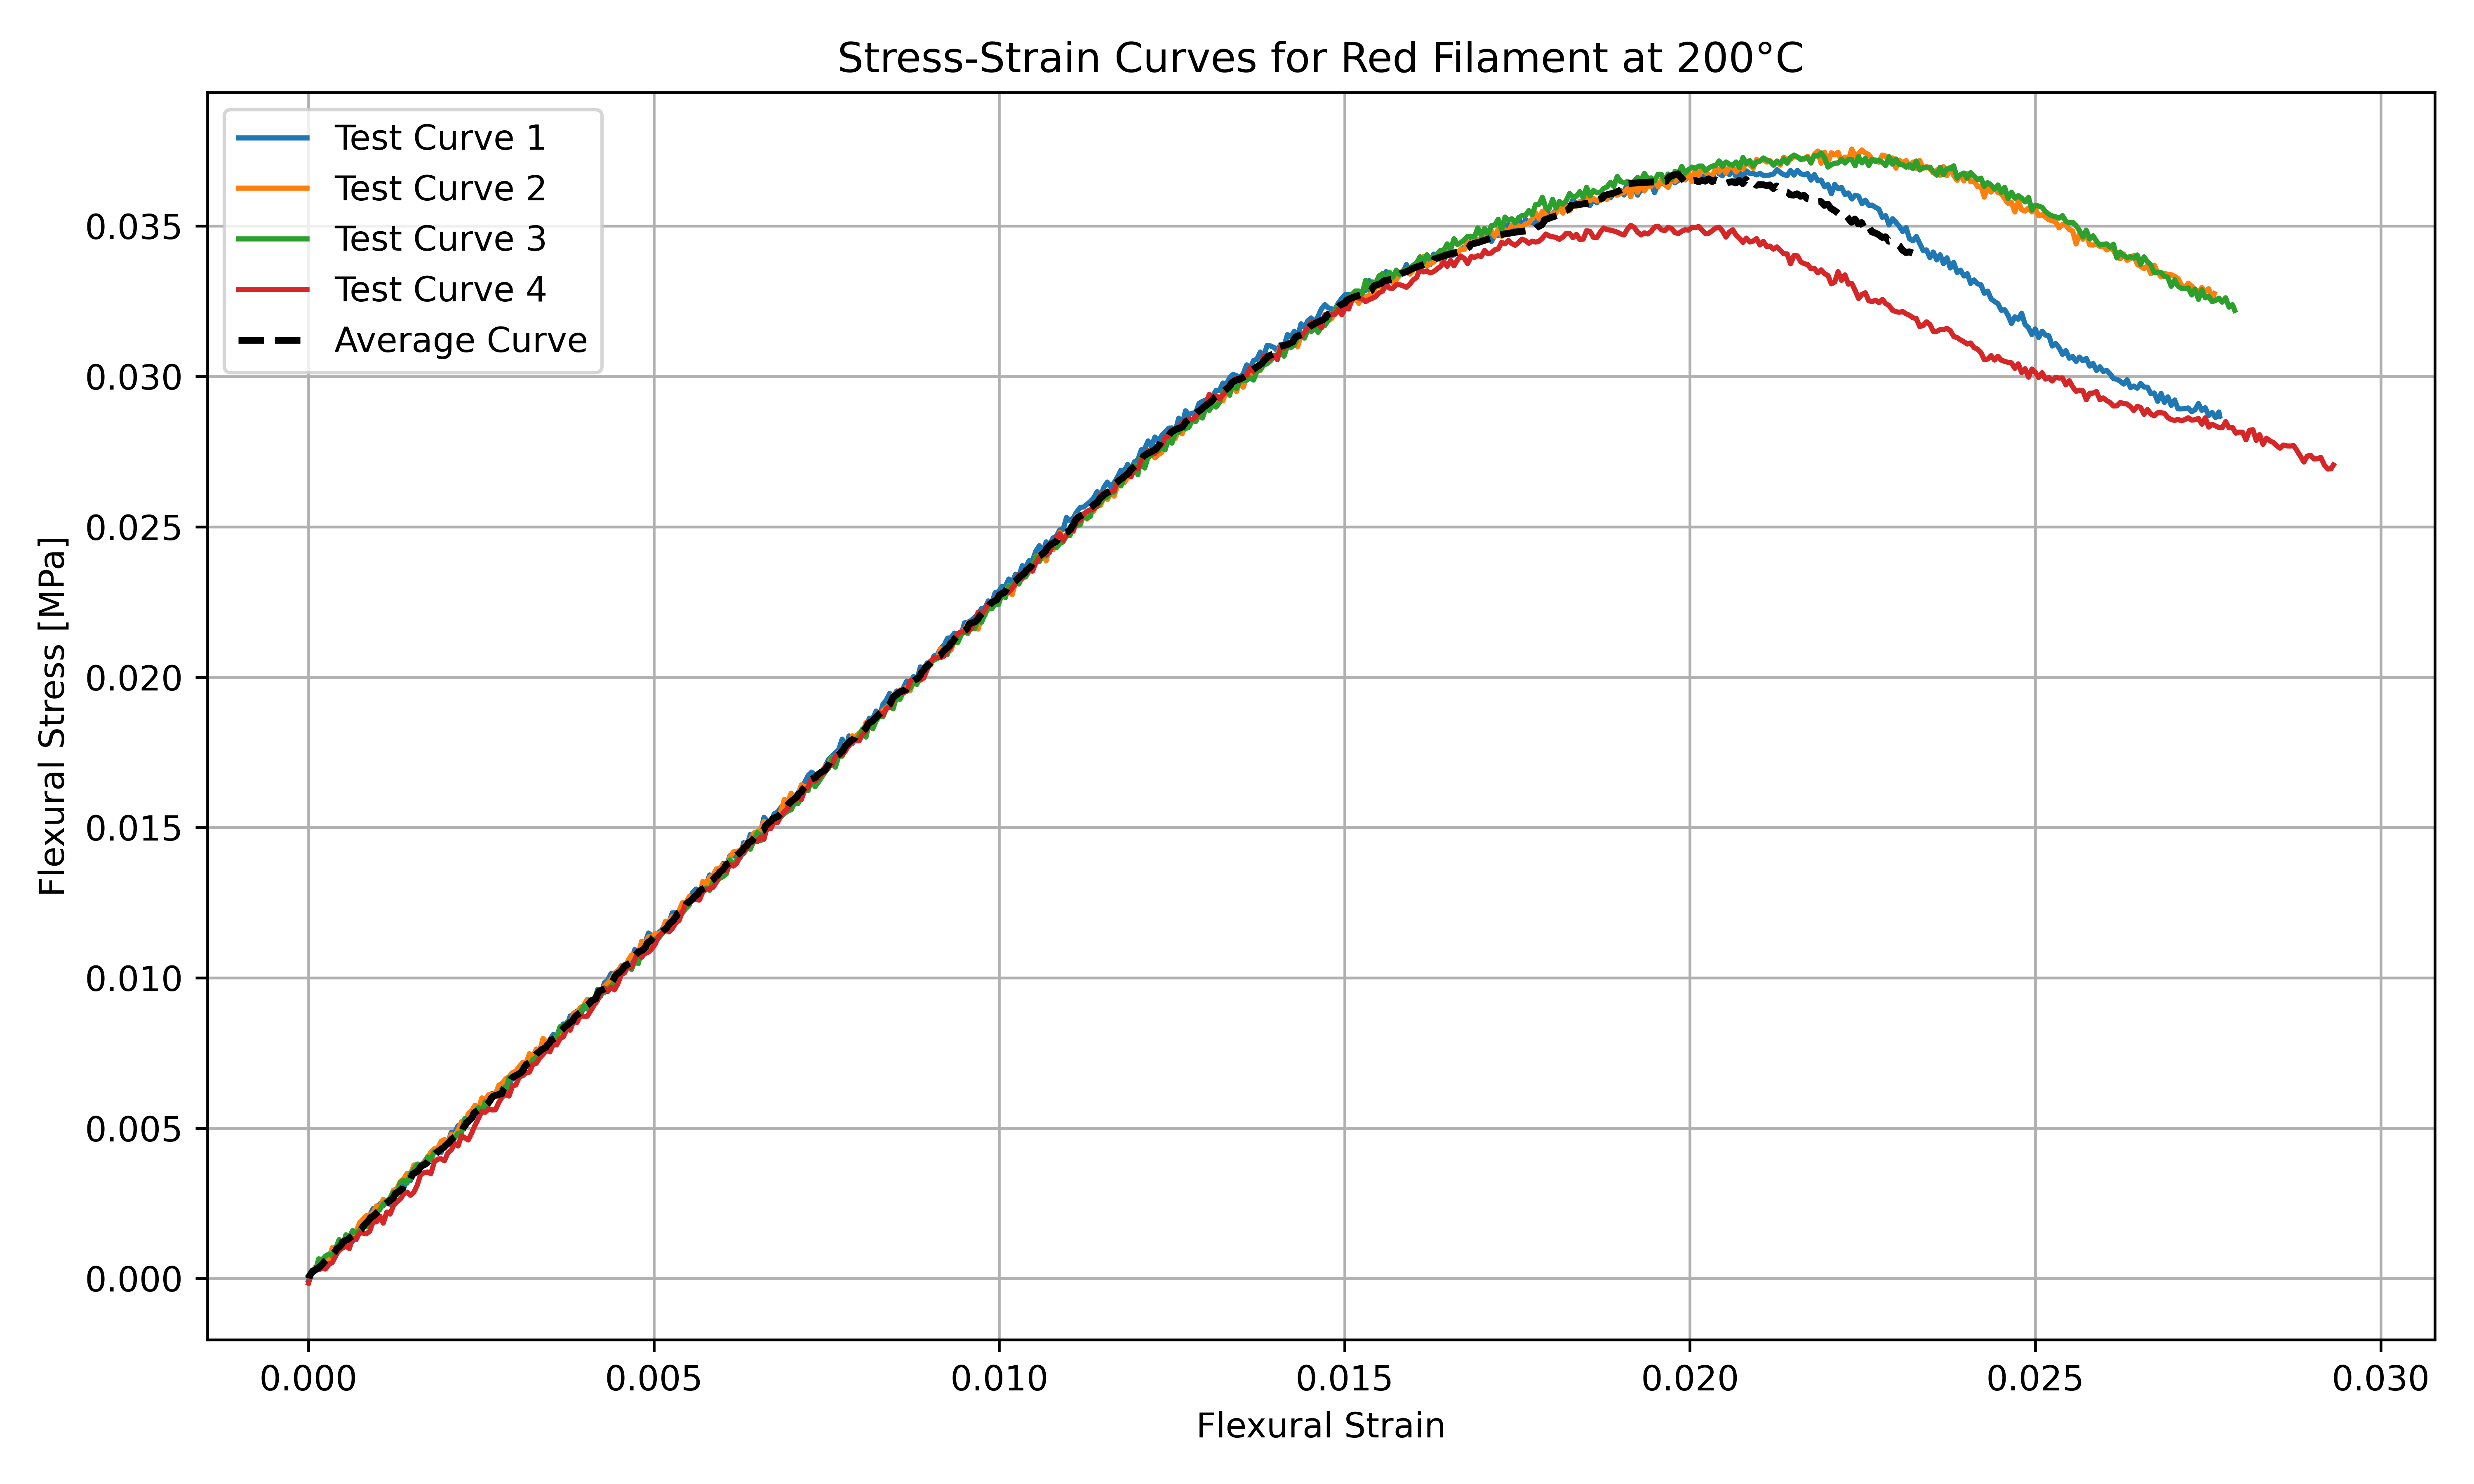 Stress-Strain Curves for Red Filament at 200°C
Test Curve 1
Test Curve 2
Test Curve 3
Test Curve 4
Average Curve
Flexural Stress [MPa]
0.035
0.030
0.025
0.020
0.015
0.010
0.005
0.000
0.000 0.005 0.010 0.015 0.020 0.025 0.030
Flexural Strain